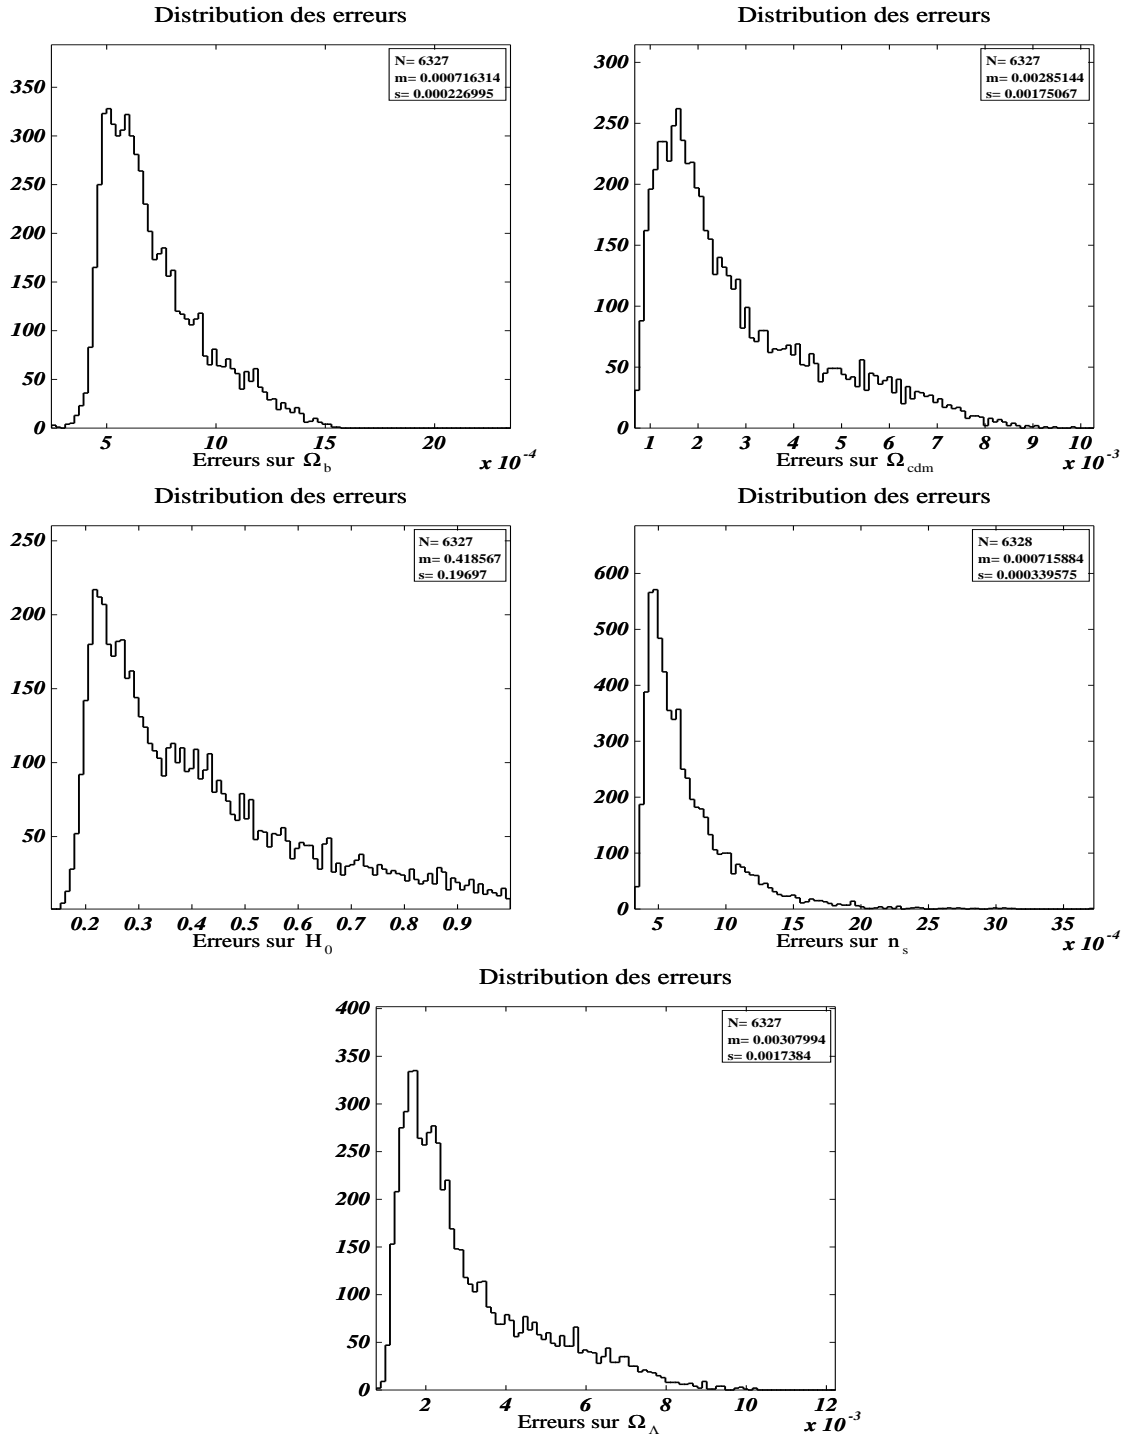 Distribution des erreurs
N= 6327
m= 0.000716314
s= 0.000226995
350
300
250
200
150
100
50
0
5 10 15 20
Erreurs sur Ω_b
x 10^-4
Distribution des erreurs
N= 6327
m= 0.00285144
s= 0.00175067
300
250
200
150
100
50
0
1 2 3 4 5 6 7 8 9 10
Erreurs sur Ω_cdm
x 10^-3
Distribution des erreurs
N= 6327
m= 0.418567
s= 0.19697
250
200
150
100
50
0.2 0.3 0.4 0.5 0.6 0.7 0.8 0.9
Erreurs sur H_0
Distribution des erreurs
N= 6328
m= 0.000715884
s= 0.000339575
600
500
400
300
200
100
0
5 10 15 20 25 30 35
Erreurs sur n_s
x 10^-4
Distribution des erreurs
N= 6327
m= 0.00307994
s= 0.0017384
400
350
300
250
200
150
100
50
0
2 4 6 8 10 12
Erreurs sur Ω_Λ
x 10^-3